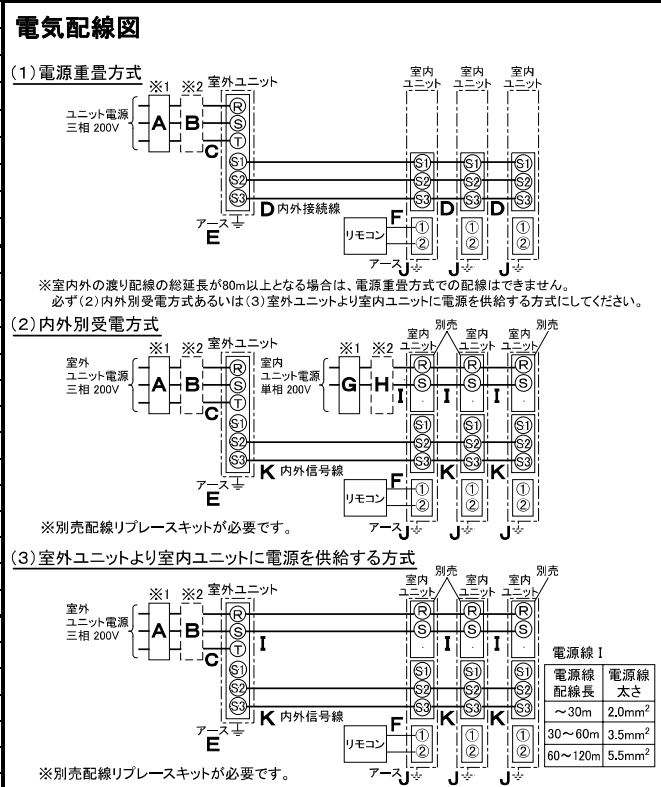 電気配線図
(1)電源重畳方式
※1 ※2 室外ユニット
室内ユニット 室内ユニット 室内ユニット
ユニット電源
三相 200V
A B C
R
S
T
S1
S2
S3
S1 S1 S1
S2 S2 S2
S3 S3 S3
D 内外接続線
D D
アース
E
F
リモコン
① ① ①
② ② ②
アース J J J
※室内外の渡り配線の総延長が80m以上となる場合は、電源重畳方式での配線はできません。
必ず(2)内外別受電方式あるいは(3)室外ユニットより室内ユニットに電源を供給する方式にしてください。
(2)内外別受電方式
※1 ※2 室外ユニット
※1 ※2
室内ユニット 別売 室内ユニット 室内ユニット 別売
室外
ユニット電源
三相 200V
A B C
R
S
T
S1
S2
S3
室内
ユニット電源
単相 200V
G H
R R R
S S S
I I I
S1 S1 S1
S2 S2 S2
S3 S3 S3
K 内外信号線
K K
アース
E
F
リモコン
① ① ①
② ② ②
アース J J J
※別売配線リプレースキットが必要です。
(3)室外ユニットより室内ユニットに電源を供給する方式
※1 ※2 室外ユニット
室内ユニット 別売 室内ユニット 室内ユニット 別売
室外
ユニット電源
三相 200V
A B C
R
S
T
S1
S2
S3
R R R
S S S
I I I
S1 S1 S1
S2 S2 S2
S3 S3 S3
K 内外信号線
K K
アース
E
F
リモコン
① ① ①
② ② ②
アース J J J
※別売配線リプレースキットが必要です。
電源線 I
電源線配線長 電源線太さ
～30m 2.0mm²
30～60m 3.5mm²
60～120m 5.5mm²